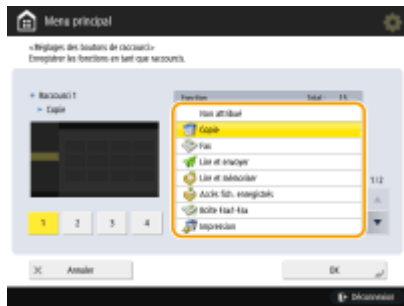 Menu principal
<Réglages des boutons de raccourci>
Enregistrer les fonctions en tant que raccourcis.
Raccourci 1
Copie
Fonction
Total : 15
Non attribué
Copie
Fax
Lire et envoyer
Lire et mémoriser
Accès fich. enregistrés
Boîte Fax/I-Fax
Impression
1/2
1
2
3
4
Annuler
OK
Déconnexion